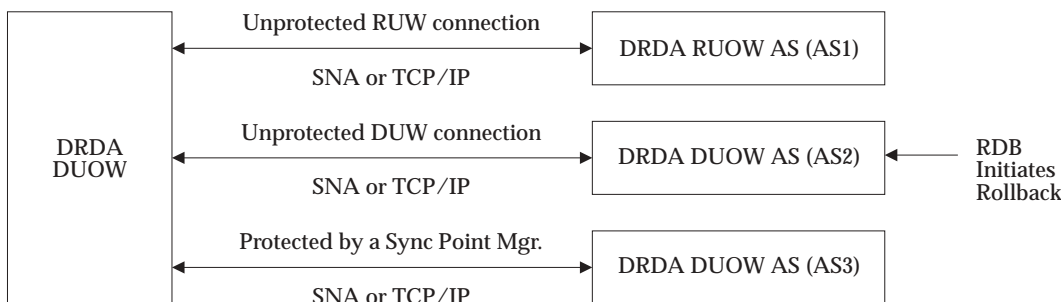 Unprotected RUW connection
DRDA RUOW AS (AS1)
SNA or TCP/IP
DRDA
DUOW
Unprotected DUW connection
DRDA DUOW AS (AS2)
SNA or TCP/IP
RDB
Initiates
Rollback
Protected by a Sync Point Mgr.
DRDA DUOW AS (AS3)
SNA or TCP/IP